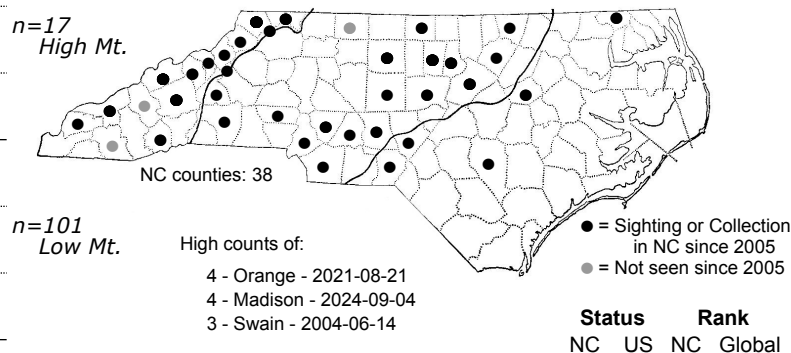 n=17
High Mt.
NC counties: 38
n=101
Low Mt.
High counts of:
4 - Orange - 2021-08-21
4 - Madison - 2024-09-04
3 - Swain - 2004-06-14
= Sighting or Collection
in NC since 2005
= Not seen since 2005
Status Rank
NC US NC Global